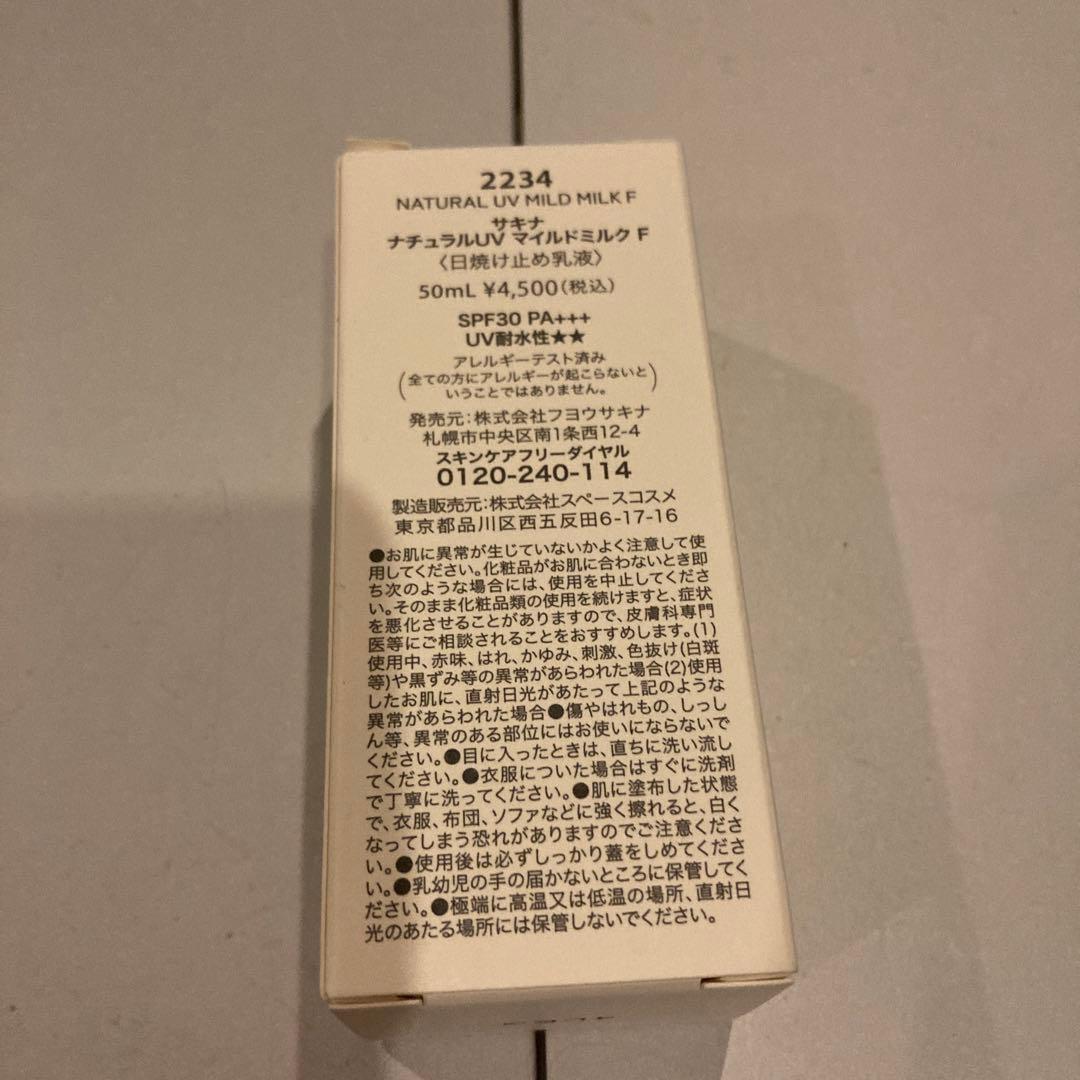 2234
NATURAL UV MILD MILK F
サキナ
ナチュラルUV マイルドミルク F
〈日焼け止め乳液〉
50mL ¥4,500(税込)
SPF30 PA+++
UV耐水性★★
アレルギーテスト済み
(全ての方にアレルギーが起こらないと
いうことではありません。)
発売元:株式会社フヨウサキナ
札幌市中央区南1条西12-4
スキンケアフリーダイヤル
0120-240-114
製造販売元:株式会社スペースコスメ
東京都品川区西五反田6-17-16
●お肌に異常が生じていないかよく注意して使
用してください。化粧品がお肌に合わないとき即
ち次のような場合には、使用を中止してくださ
い。そのまま化粧品類の使用を続けますと、症状
を悪化させることがありますので、皮膚科専門
医等にご相談されることをおすすめします。(1)
使用中、赤味、はれ、かゆみ、刺激、色抜け(白斑
等)や黒ずみ等の異常があらわれた場合(2)使用
したお肌に、直射日光があたって上記のような
異常があらわれた場合●傷やはれもの、しっし
ん等、異常のある部位にはお使いにならないで
ください。●目に入ったときは、直ちに洗い流し
てください。●衣服についた場合はすぐに洗剤
で丁寧に洗ってください。●肌に塗布した状態
で、衣服、布団、ソファなどに強く擦れると、白く
なってしまう恐れがありますのでご注意くださ
い。●使用後は必ずしっかり蓋をしめてくださ
い。●乳幼児の手の届かないところに保管してく
ださい。●極端に高温又は低温の場所、直射日
光のあたる場所には保管しないでください。